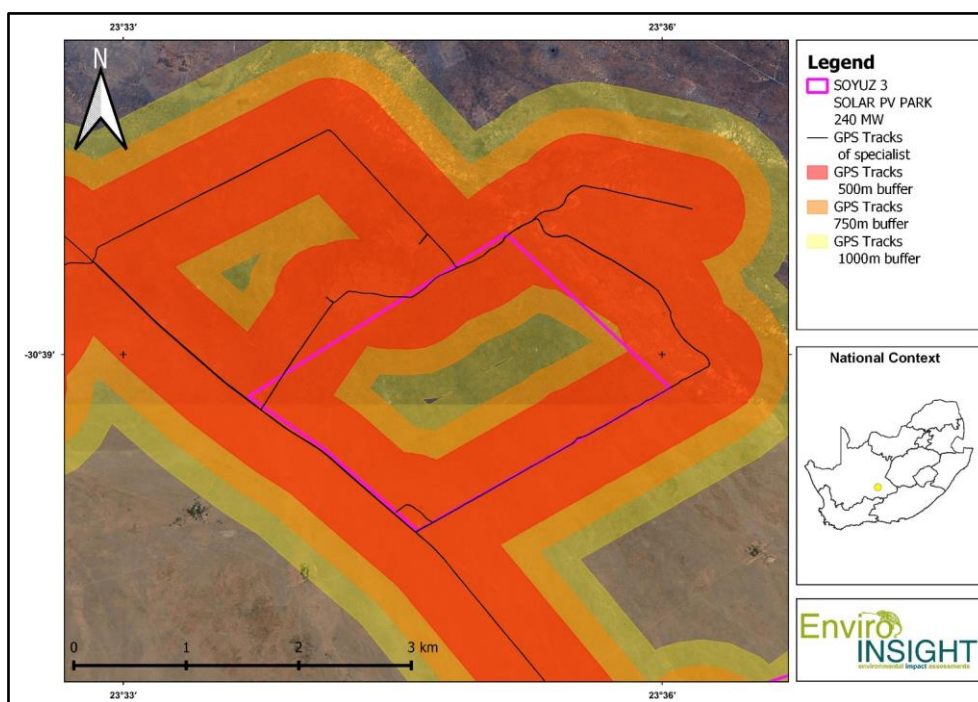 23°33'
23°36'
N
-30°39'
-30°39'
0
1
2
3 km
23°33'
23°36'
Legend
SOYUZ 3
SOLAR PV PARK
240 MW
GPS Tracks
of specialist
GPS Tracks
500m buffer
GPS Tracks
750m buffer
GPS Tracks
1000m buffer
National Context
Enviro
INSIGHT
environmental impact assessments